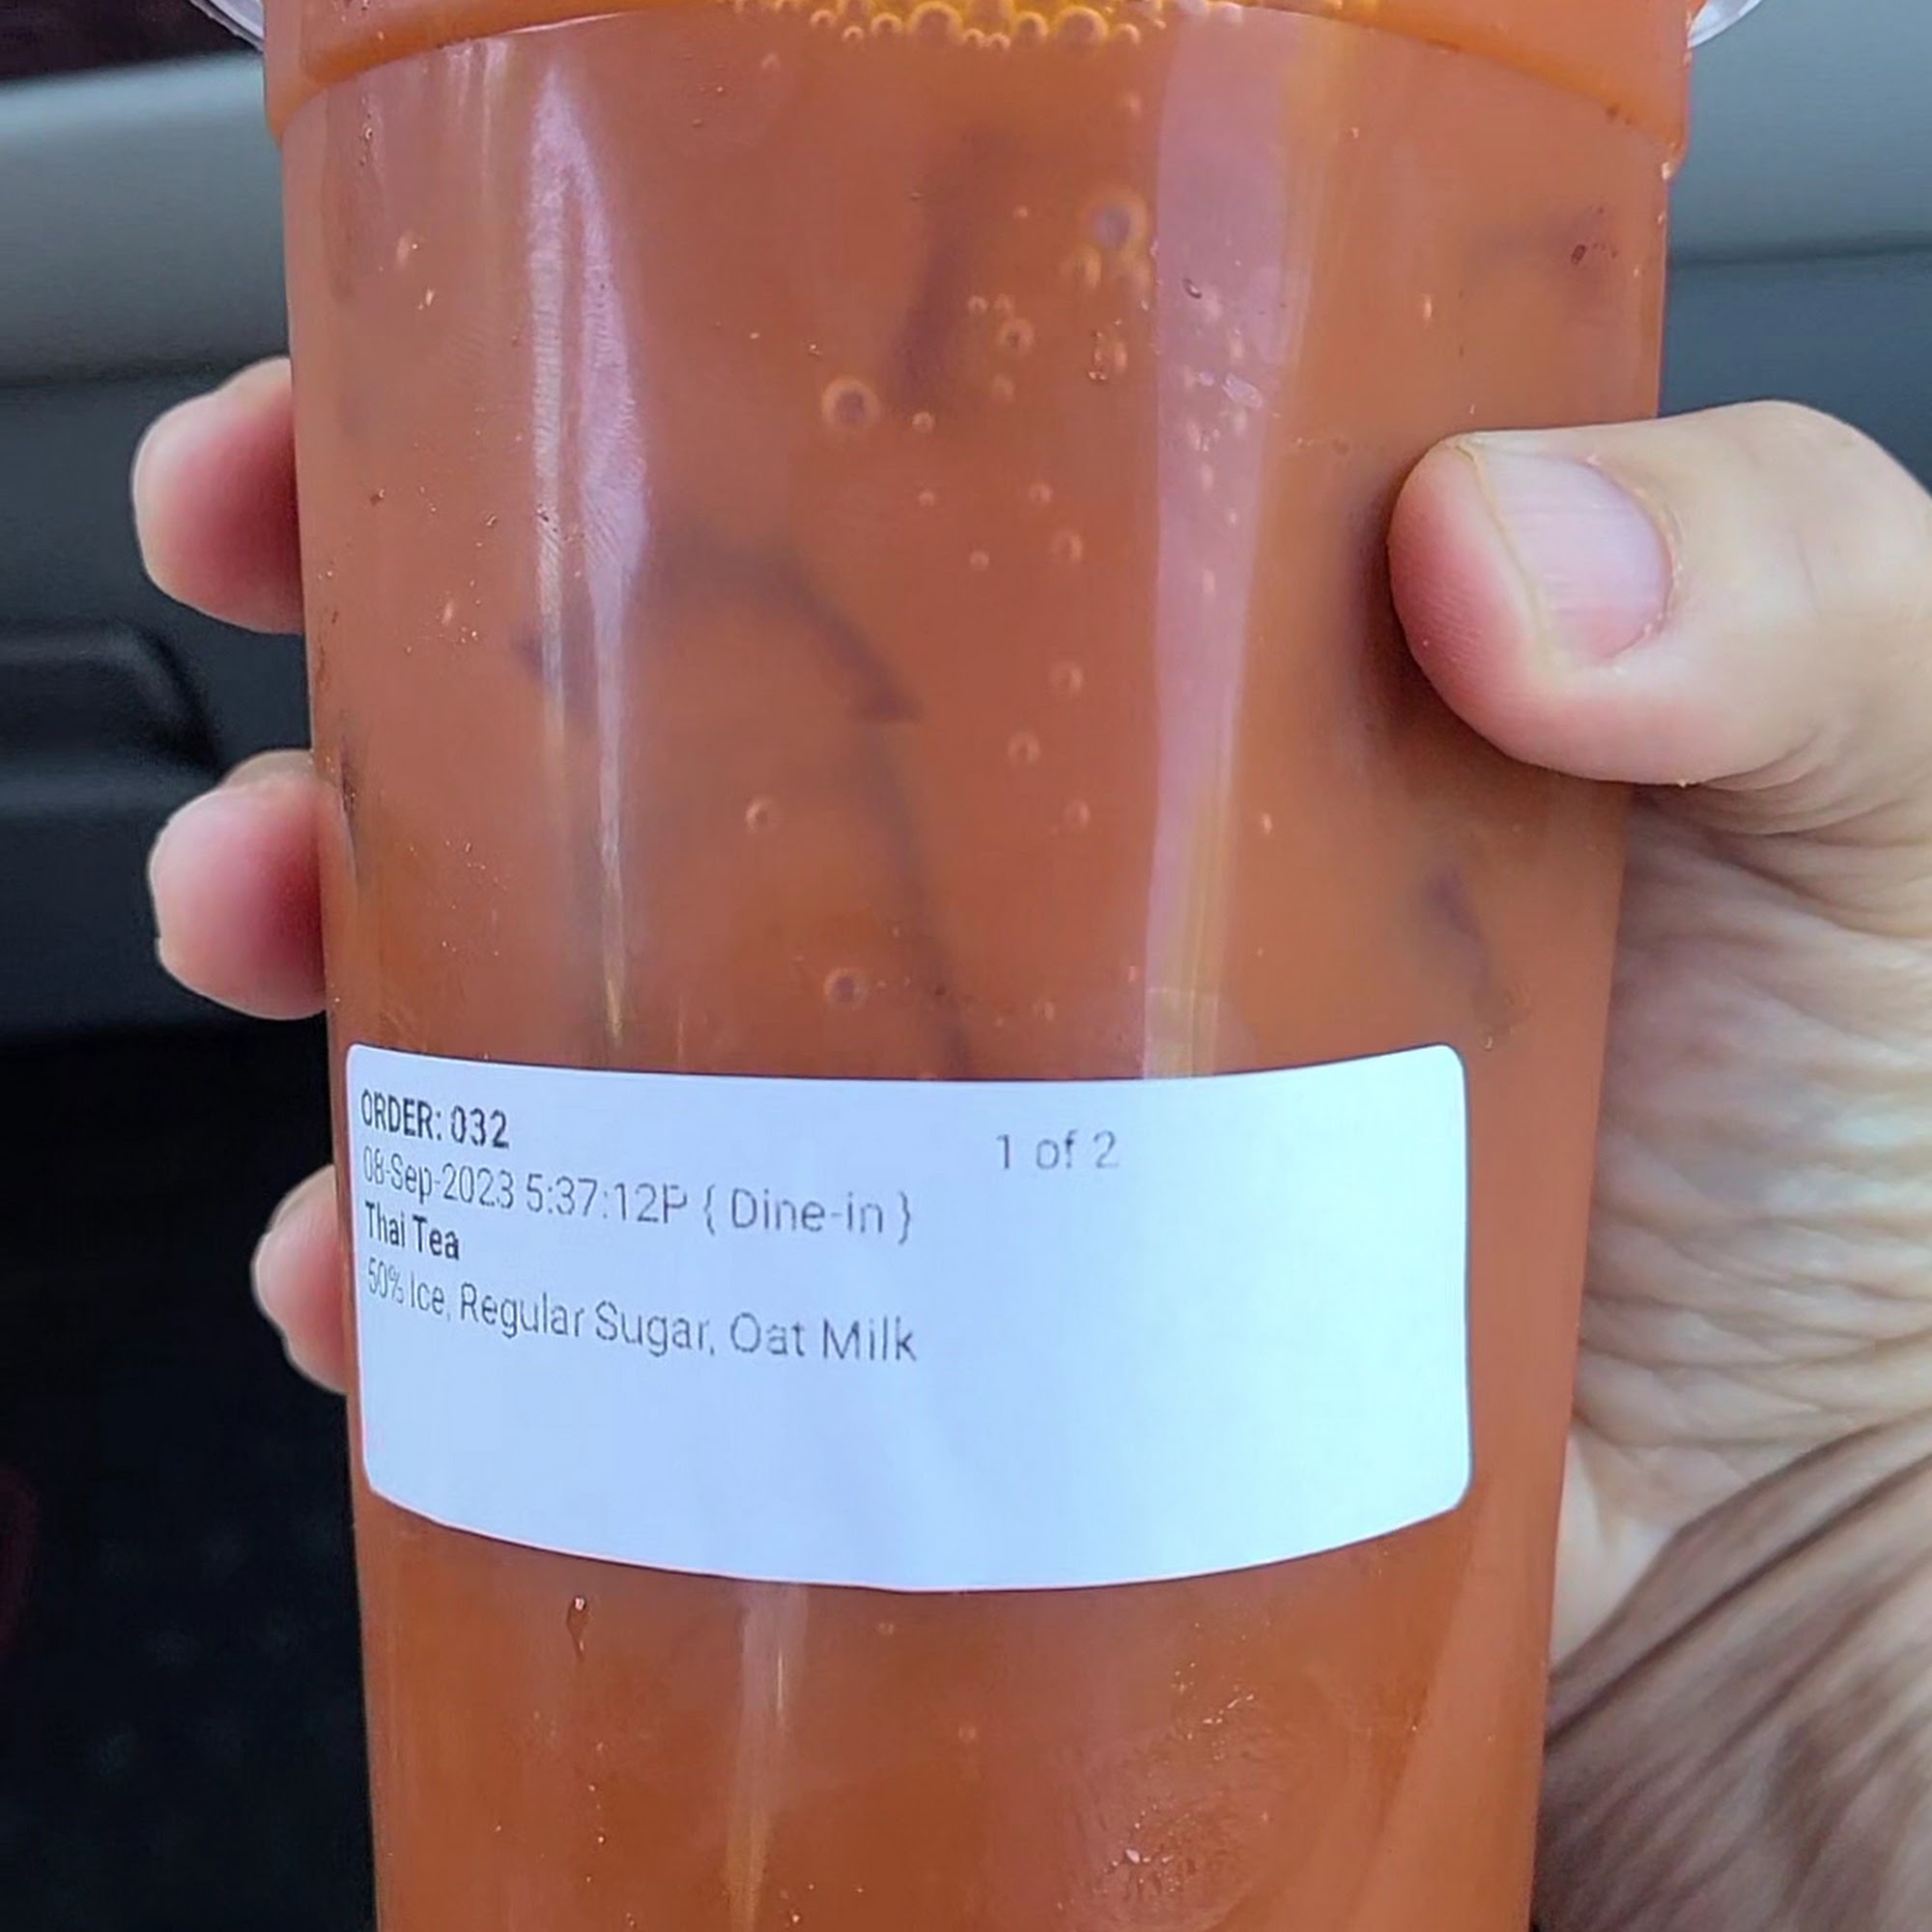 ORDER: 032
1 of 2
08-Sep-2023 5:37:12P { Dine-in }
Thai Tea
50% Ice, Regular Sugar, Oat Milk